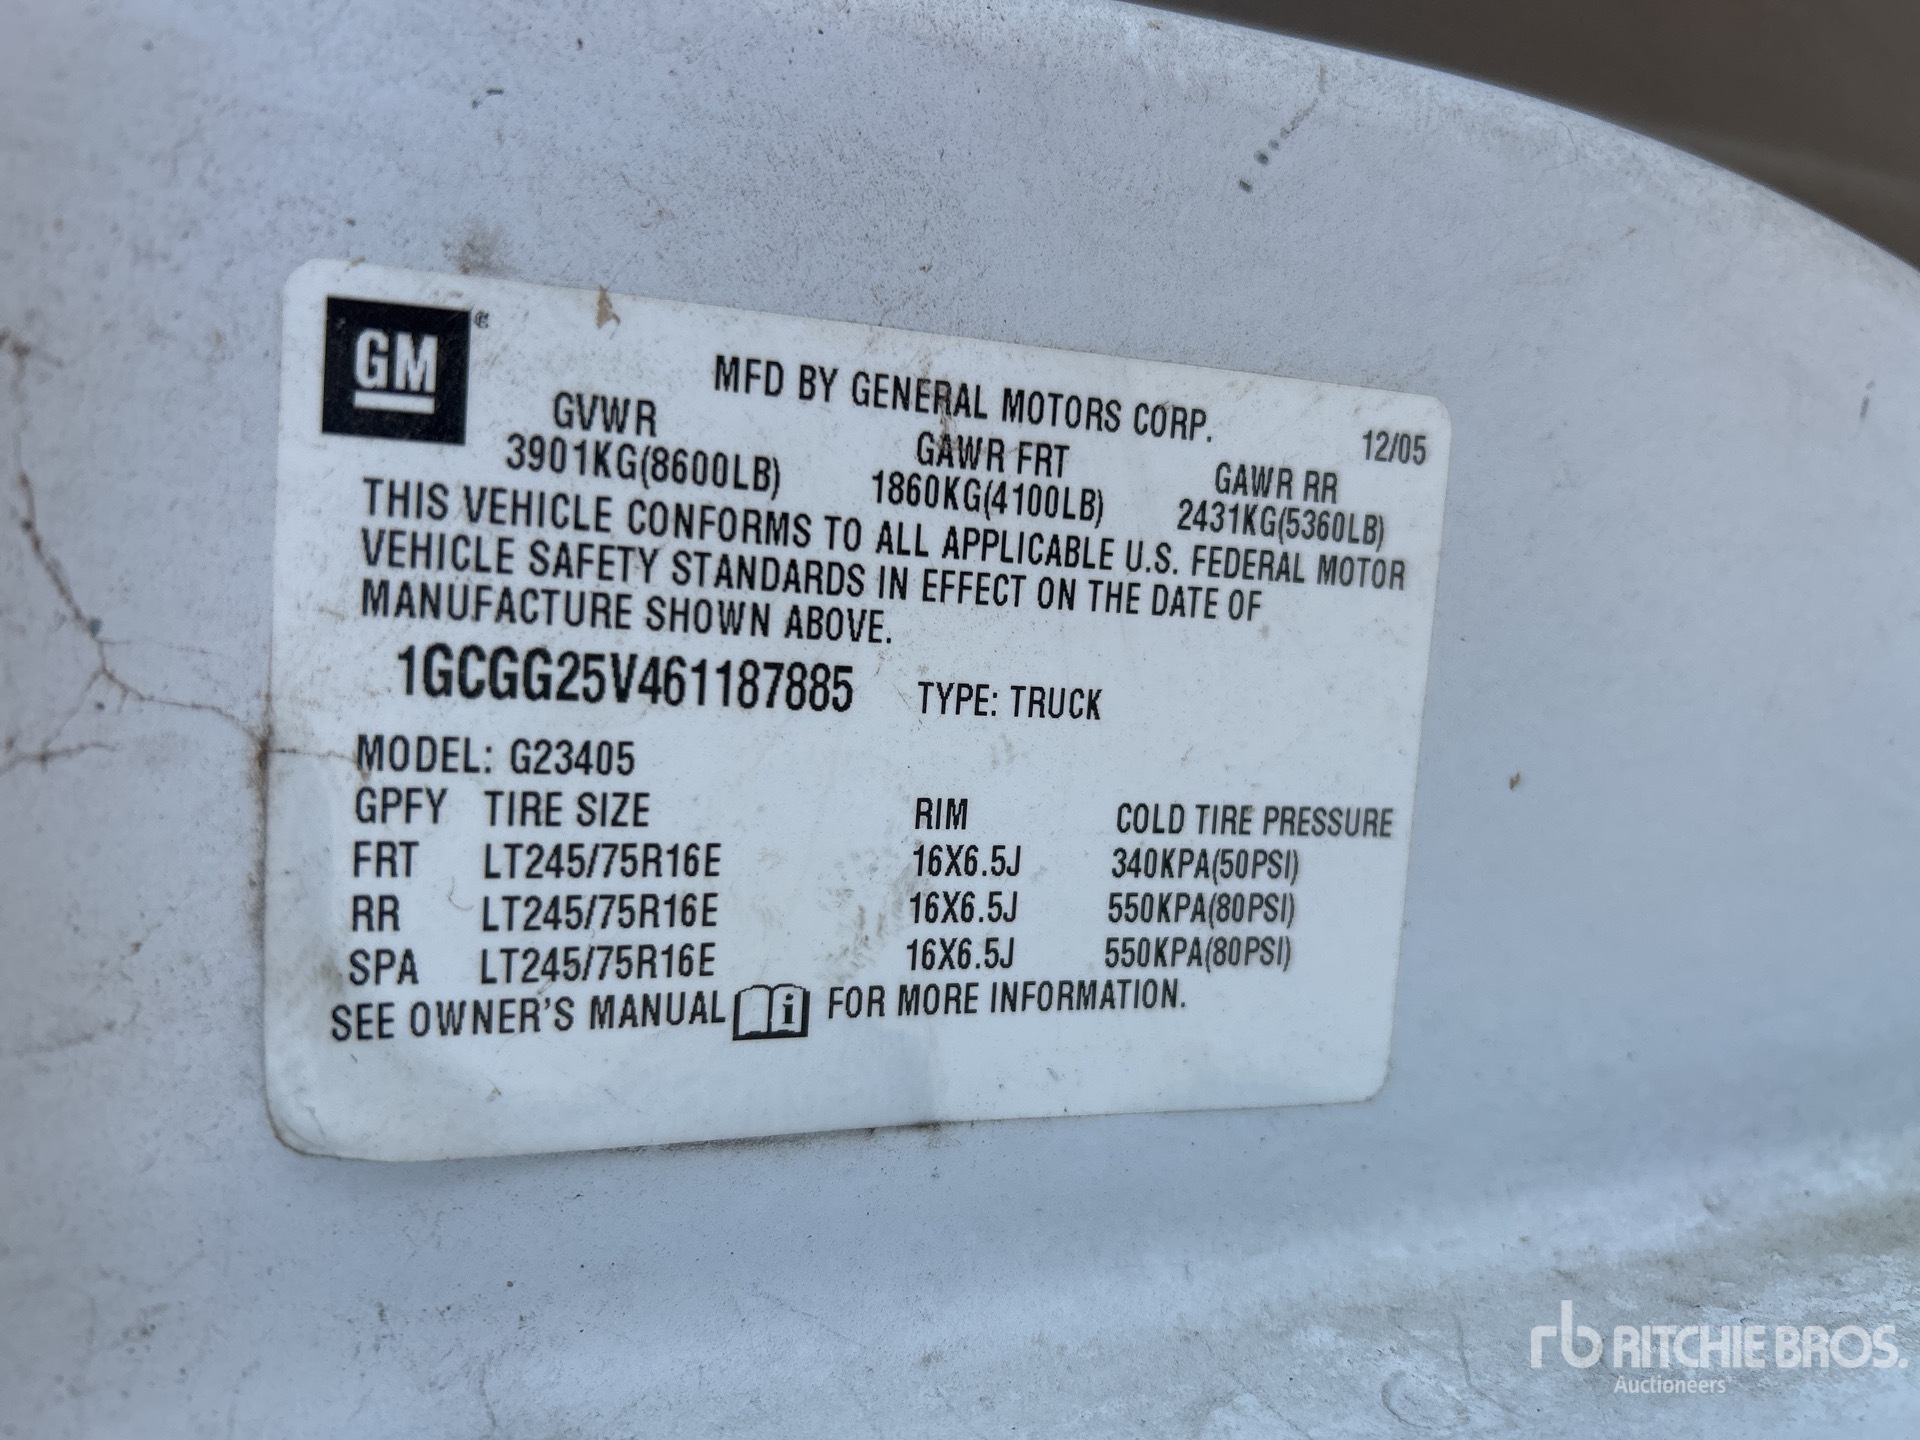 GM
MFD BY GENERAL MOTORS CORP. 12/05
GVWR GAWR FRT GAWR RR
3901KG(8600LB) 1860KG(4100LB) 2431KG(5360LB)
THIS VEHICLE CONFORMS TO ALL APPLICABLE U.S. FEDERAL MOTOR
VEHICLE SAFETY STANDARDS IN EFFECT ON THE DATE OF
MANUFACTURE SHOWN ABOVE.
1GCGG25V461187885 TYPE: TRUCK
MODEL: G23405
GPFY TIRE SIZE RIM COLD TIRE PRESSURE
FRT LT245/75R16E 16X6.5J 340KPA(50PSI)
RR LT245/75R16E 16X6.5J 550KPA(80PSI)
SPA LT245/75R16E 16X6.5J 550KPA(80PSI)
SEE OWNER'S MANUAL i FOR MORE INFORMATION.
rb RITCHIE BROS.
Auctioneers